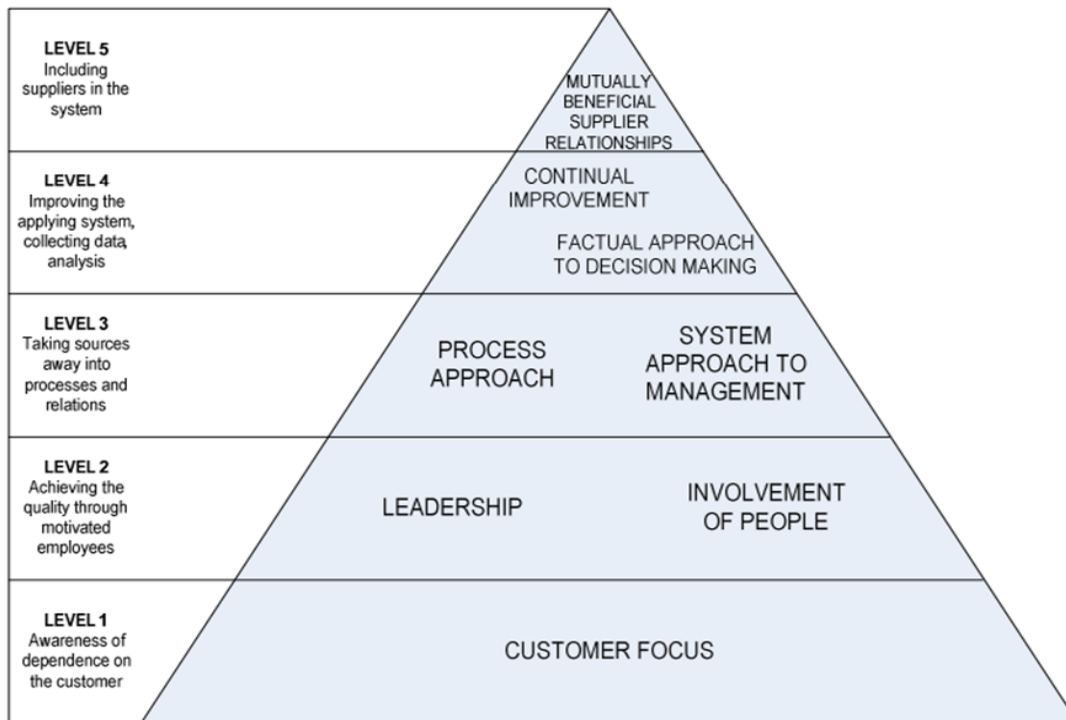 LEVEL 5
Including
suppliers in the
system
MUTUALLY
BENEFICIAL
SUPPLIER
RELATIONSHIPS
LEVEL 4
Improving the
applying system,
collecting data,
analysis
CONTINUAL
IMPROVEMENT
FACTUAL APPROACH
TO DECISION MAKING
LEVEL 3
Taking sources
away into
processes and
relations
PROCESS
APPROACH
SYSTEM
APPROACH TO
MANAGEMENT
LEVEL 2
Achieving the
quality through
motivated
employees
LEADERSHIP
INVOLVEMENT
OF PEOPLE
LEVEL 1
Awareness of
dependence on
the customer
CUSTOMER FOCUS